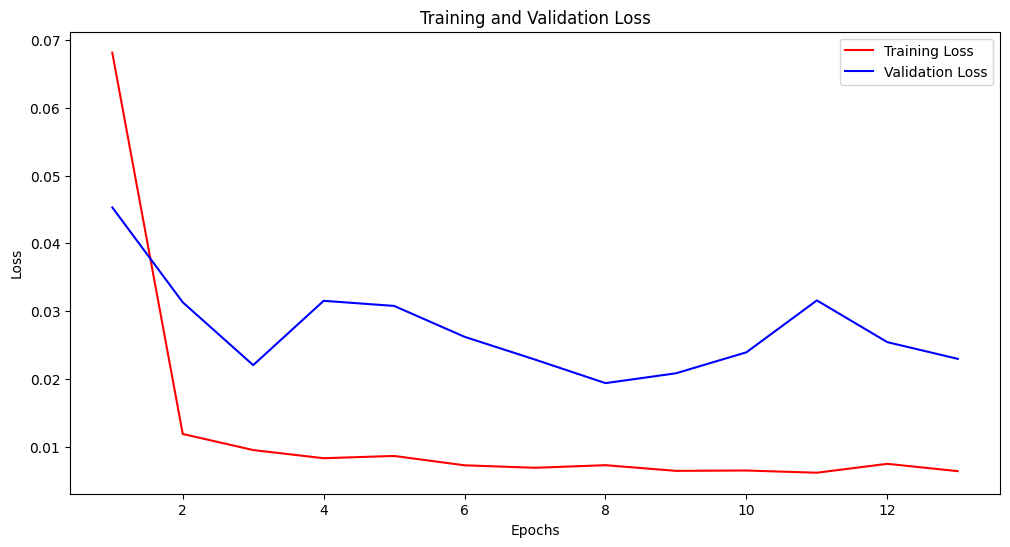 Training and Validation Loss
Training Loss
Validation Loss
0.07
0.06
0.05
0.04
0.03
0.02
0.01
Loss
2 4 6 8 10 12
Epochs